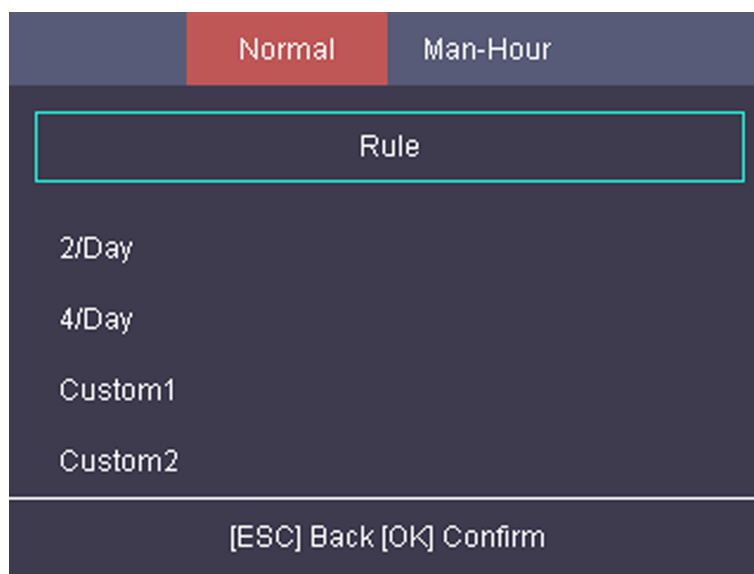 Normal Man-Hour
Rule
2/Day
4/Day
Custom1
Custom2
[ESC] Back [OK] Confirm